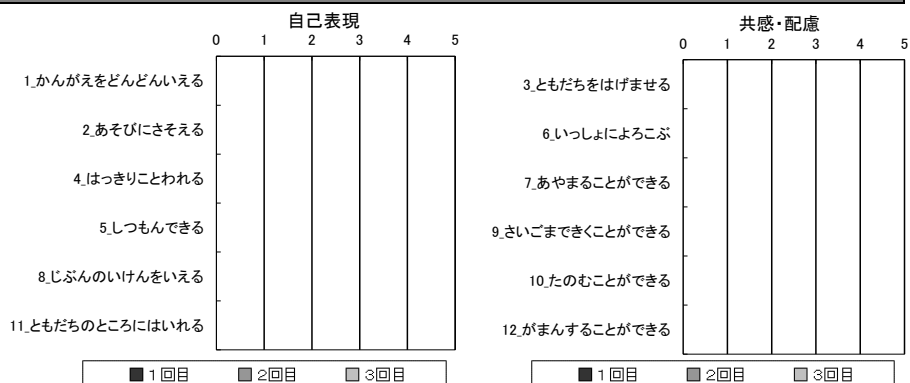 自己表現
0 1 2 3 4 5
1_かんがえをどんどんいえる
2_あそびにさそえる
4_はっきりことわれる
5_しつもんできる
8_じぶんのいけんをいえる
11_ともだちのところにはいれる
1回目 2回目 3回目
共感・配慮
0 1 2 3 4 5
3_ともだちをはげませる
6_いっしょによろこぶ
7_あやまることができる
9_さいごまできくことができる
10_たのむことができる
12_がまんすることができる
1回目 2回目 3回目